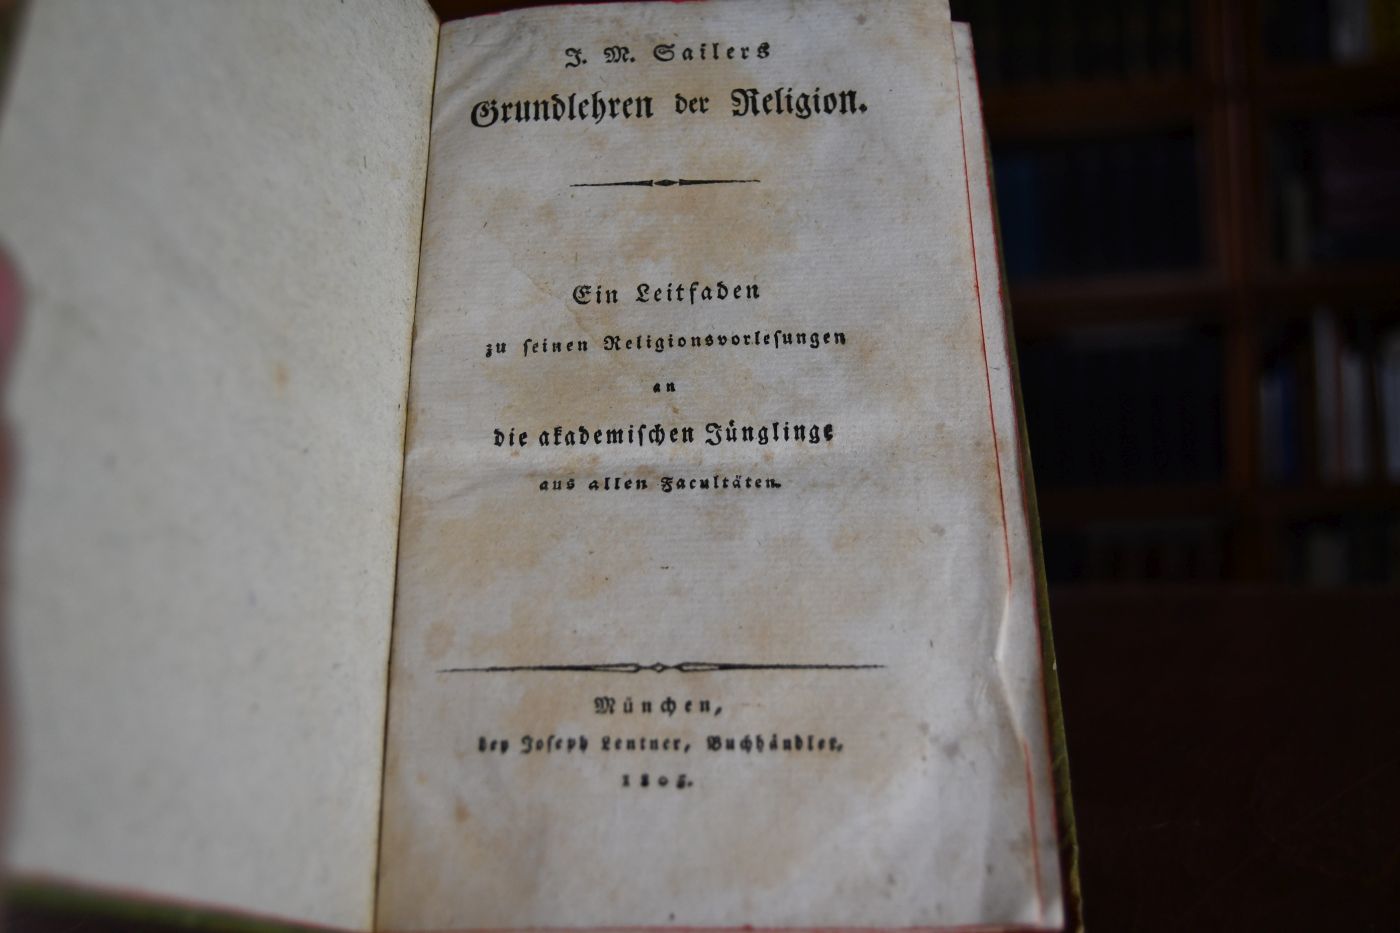 J. M. Sailers
Grundlehren der Religion.
Ein Leitfaden
zu seinen Religionsvorlesungen
an
die akademischen Jünglinge
aus allen Facultäten.
München,
bey Joseph Lentner, Buchhändler,
1805.